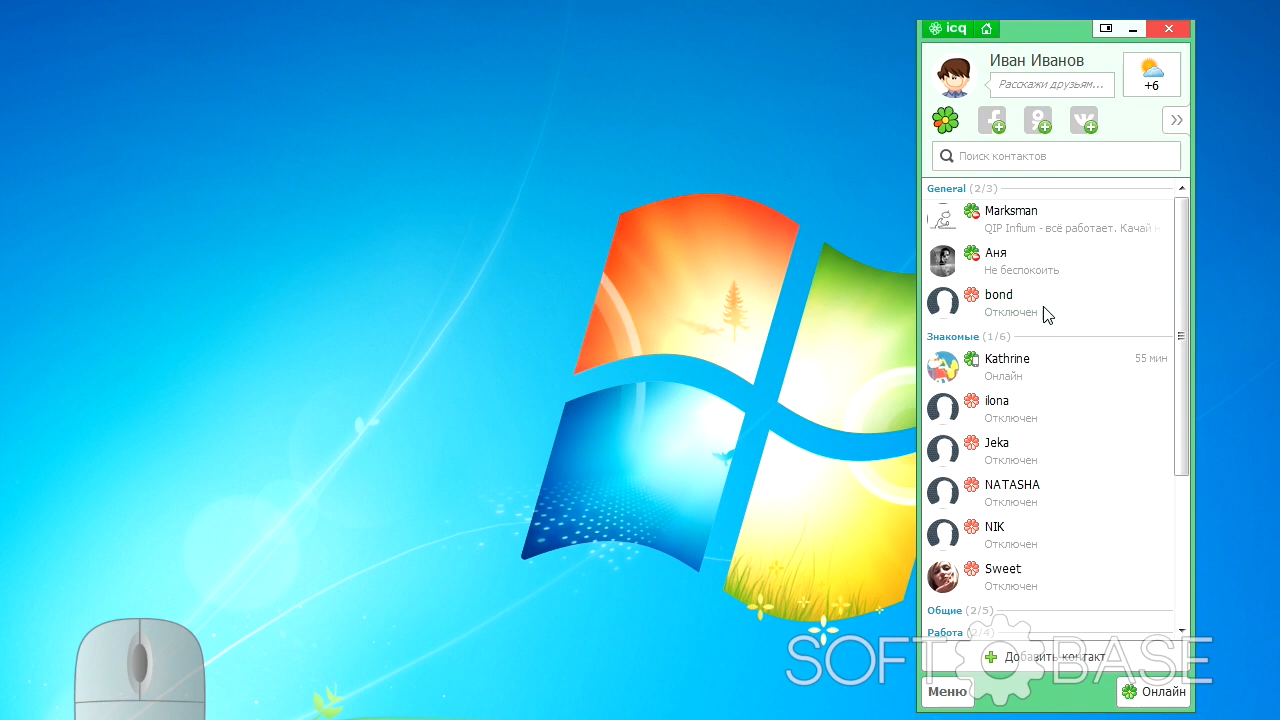 icq
Иван Иванов
Расскажи друзьям...
+6
Поиск контактов
General (2/3)
Marksman
QIP Infium - всё работает. Качай н
Аня
Не беспокоить
bond
Отключен
Знакомые (1/6)
Kathrine 55 мин
Онлайн
ilona
Отключен
Jeka
Отключен
NATASHA
Отключен
NIK
Отключен
Sweet
Отключен
Общие (2/5)
Работа (2/4)
Добавить контакт
SOFT BASE
Меню Онлайн